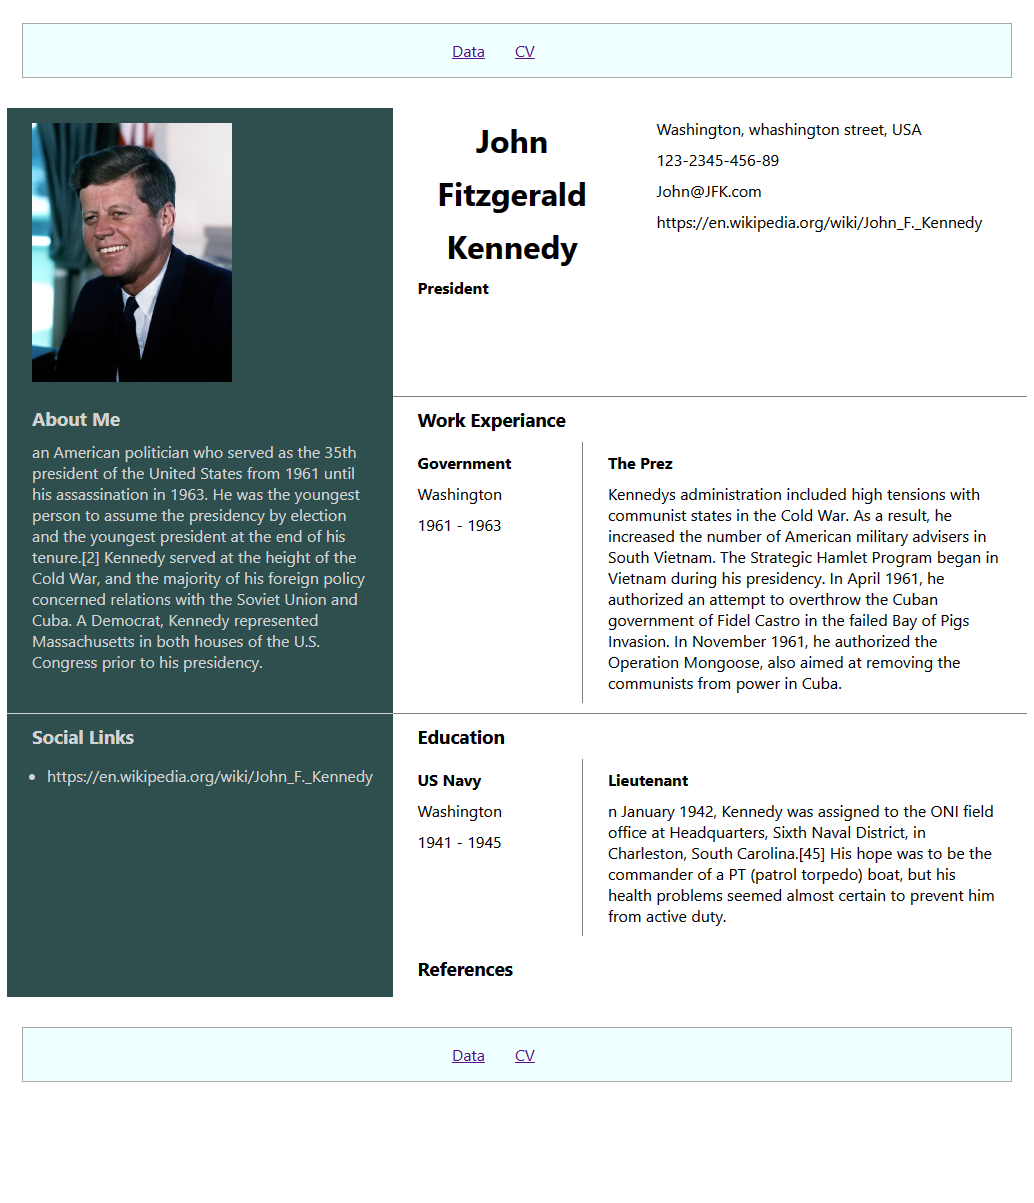 Data CV
John
Fitzgerald
Kennedy
President
Washington, whashington street, USA
123-2345-456-89
John@JFK.com
https://en.wikipedia.org/wiki/John_F._Kennedy
About Me
an American politician who served as the 35th
president of the United States from 1961 until
his assassination in 1963. He was the youngest
person to assume the presidency by election
and the youngest president at the end of his
tenure.[2] Kennedy served at the height of the
Cold War, and the majority of his foreign policy
concerned relations with the Soviet Union and
Cuba. A Democrat, Kennedy represented
Massachusetts in both houses of the U.S.
Congress prior to his presidency.
Work Experiance
Government
Washington
1961 - 1963
The Prez
Kennedys administration included high tensions with
communist states in the Cold War. As a result, he
increased the number of American military advisers in
South Vietnam. The Strategic Hamlet Program began in
Vietnam during his presidency. In April 1961, he
authorized an attempt to overthrow the Cuban
government of Fidel Castro in the failed Bay of Pigs
Invasion. In November 1961, he authorized the
Operation Mongoose, also aimed at removing the
communists from power in Cuba.
Social Links
• https://en.wikipedia.org/wiki/John_F._Kennedy
Education
US Navy
Washington
1941 - 1945
Lieutenant
n January 1942, Kennedy was assigned to the ONI field
office at Headquarters, Sixth Naval District, in
Charleston, South Carolina.[45] His hope was to be the
commander of a PT (patrol torpedo) boat, but his
health problems seemed almost certain to prevent him
from active duty.
References
Data CV